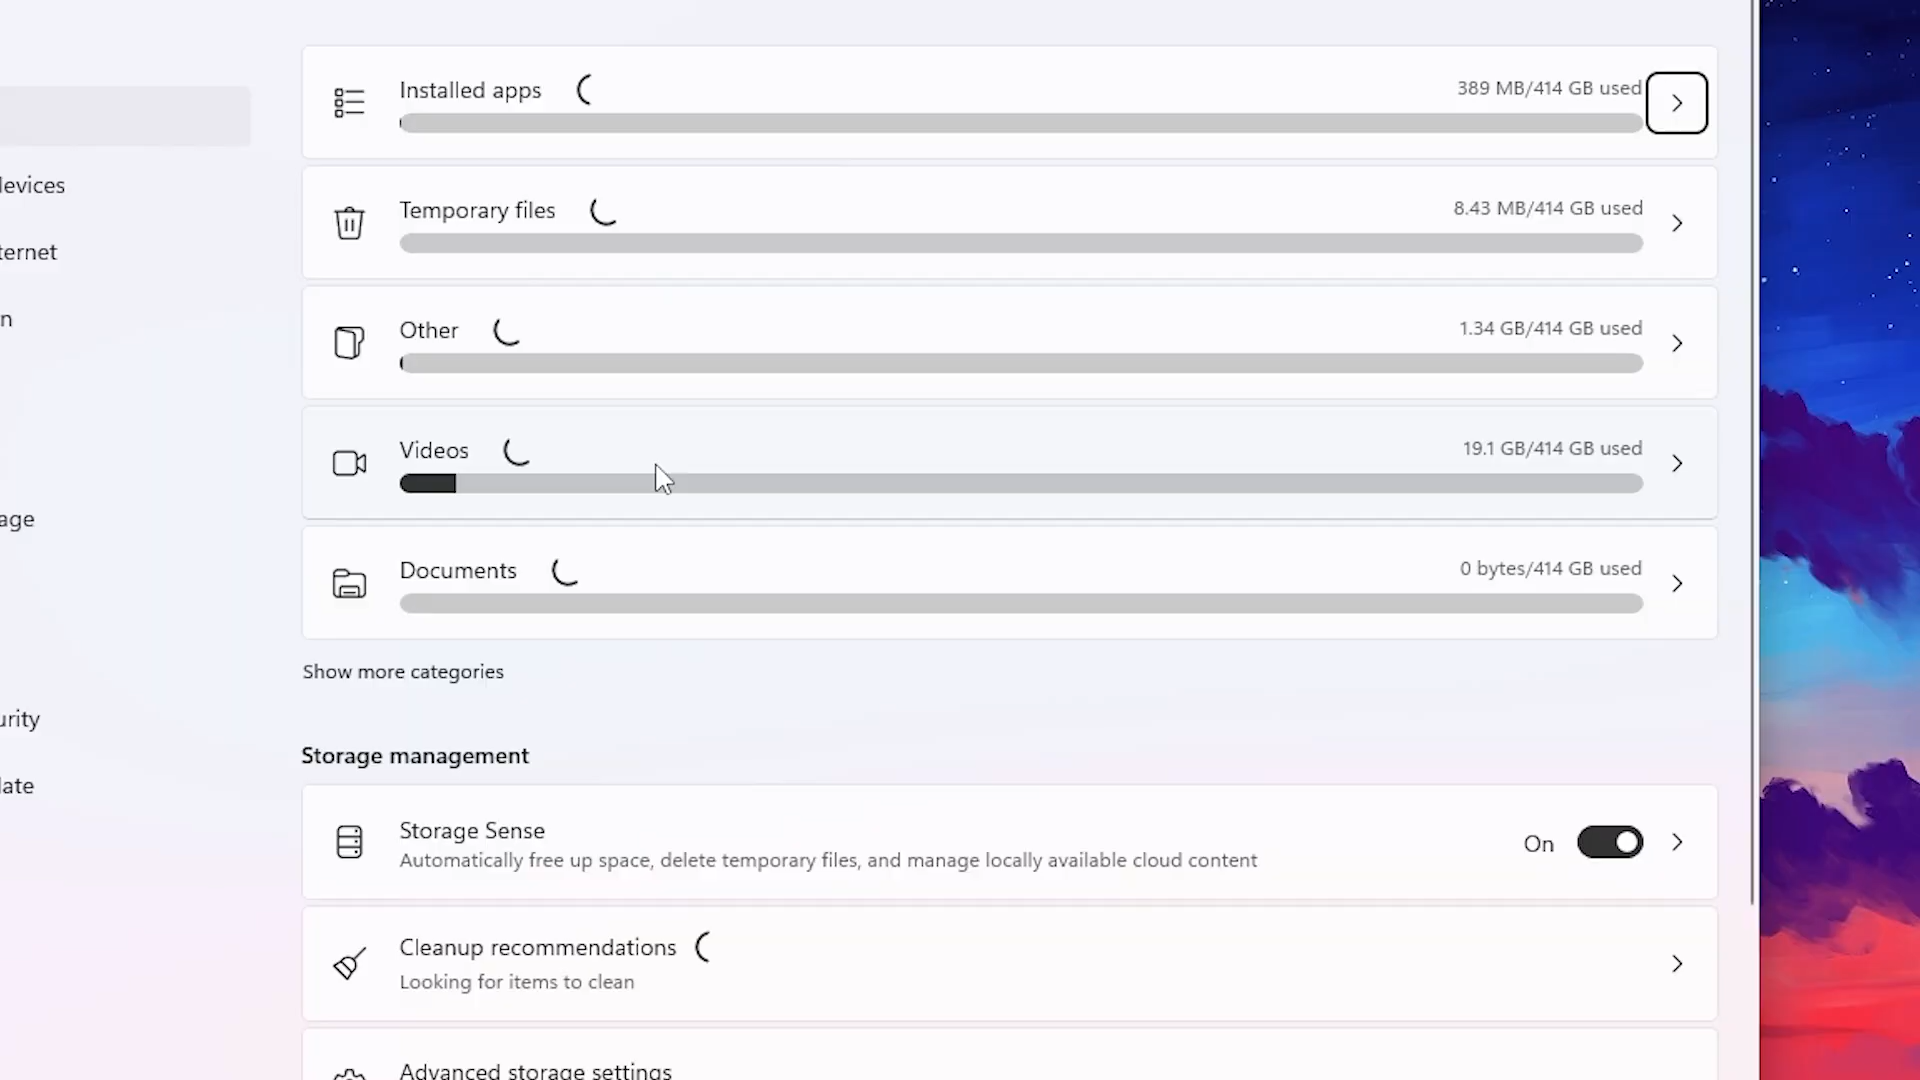 Installed apps
389 MB/414 GB used
Temporary files
8.43 MB/414 GB used
Other
1.34 GB/414 GB used
Videos
19.1 GB/414 GB used
Documents
0 bytes/414 GB used
Show more categories
Storage management
Storage Sense
Automatically free up space, delete temporary files, and manage locally available cloud content
On
Cleanup recommendations
Looking for items to clean
Advanced storage settings
evices
ternet
n
age
urity
late